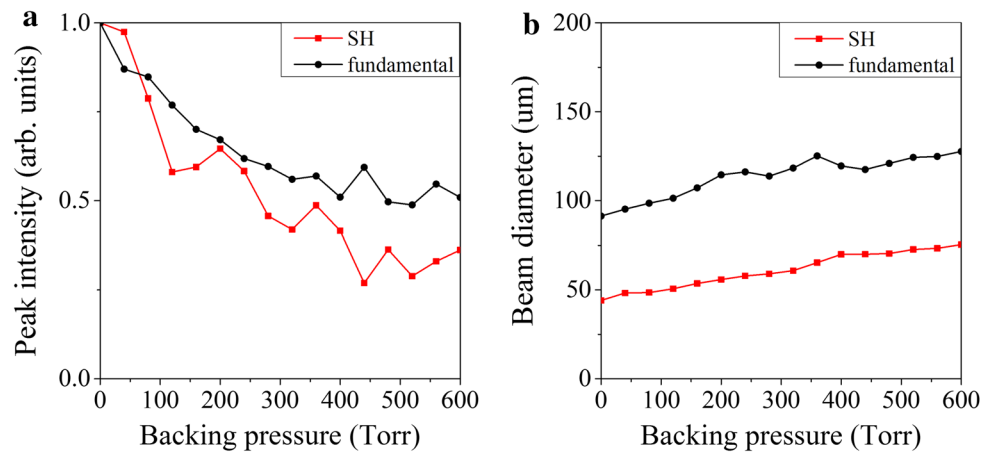 a
1.0
0.5
0.0
Peak intensity (arb. units)
SH
fundamental
0 100 200 300 400 500 600
Backing pressure (Torr)
b
200
150
100
50
0
Beam diameter (um)
SH
fundamental
0 100 200 300 400 500 600
Backing pressure (Torr)